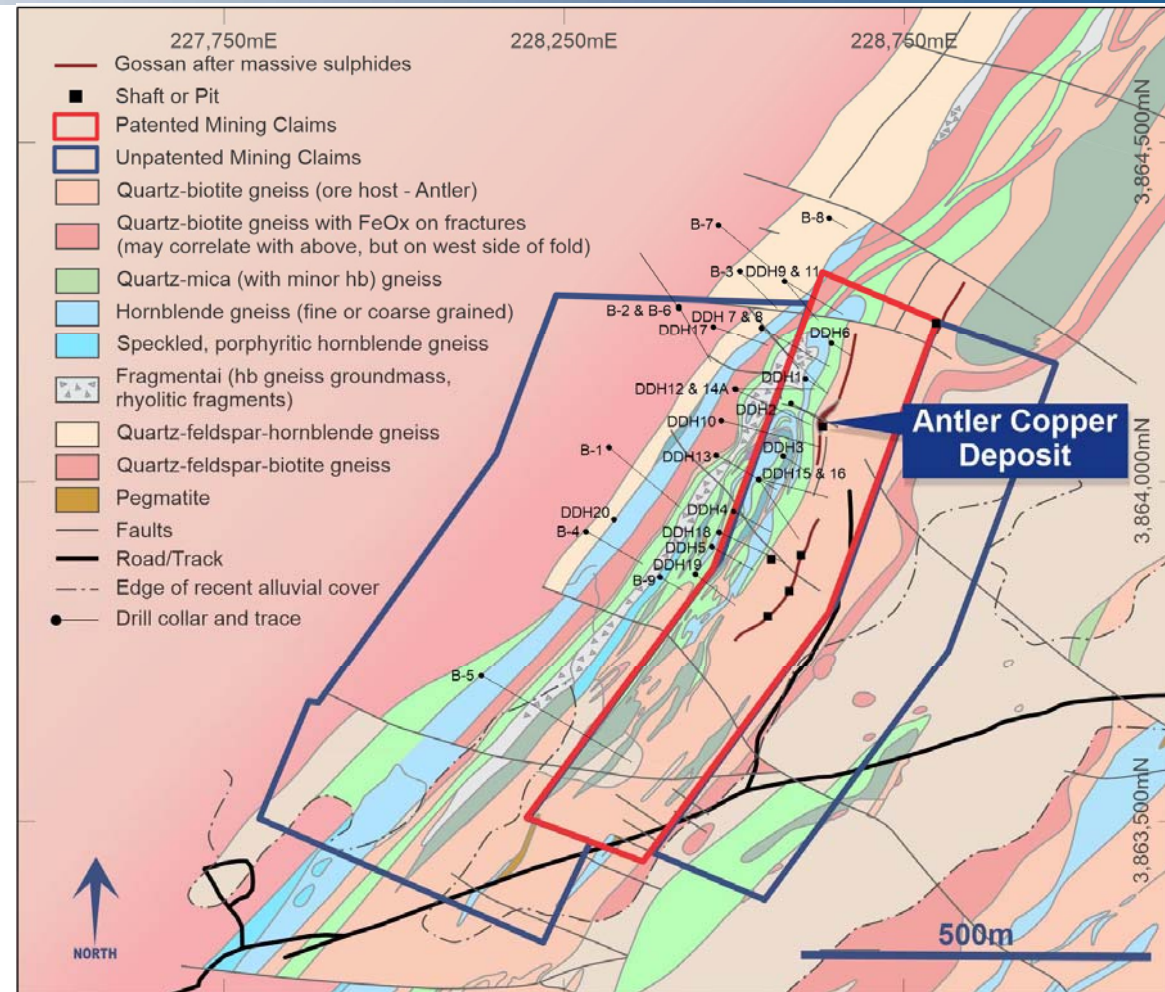 227,750mE
228,250mE
228,750mE
Gossan after massive sulphides
Shaft or Pit
Patented Mining Claims
Unpatented Mining Claims
Quartz-biotite gneiss (ore host - Antler)
Quartz-biotite gneiss with FeOx on fractures
(may correlate with above, but on west side of fold)
Quartz-mica (with minor hb) gneiss
Hornblende gneiss (fine or coarse grained)
Speckled, porphyritic hornblende gneiss
Fragmentai (hb gneiss groundmass,
rhyolitic fragments)
Quartz-feldspar-hornblende gneiss
Quartz-feldspar-biotite gneiss
Pegmatite
Faults
Road/Track
Edge of recent alluvial cover
Drill collar and trace
3,864,500mN
B-7
B-8
B-3
DDH9 & 11
B-2 & B-6
DDH 7 & 8
DDH17
DDH6
DDH1
DDH12 & 14A
DDH2
DDH10
Antler Copper
Deposit
B-1
DDH13
DDH3
DDH15 & 16
3,864,000mN
DDH20
DDH4
B-4
DDH18
DDH5
DDH19
B-9
B-5
3,863,500mN
NORTH
500m